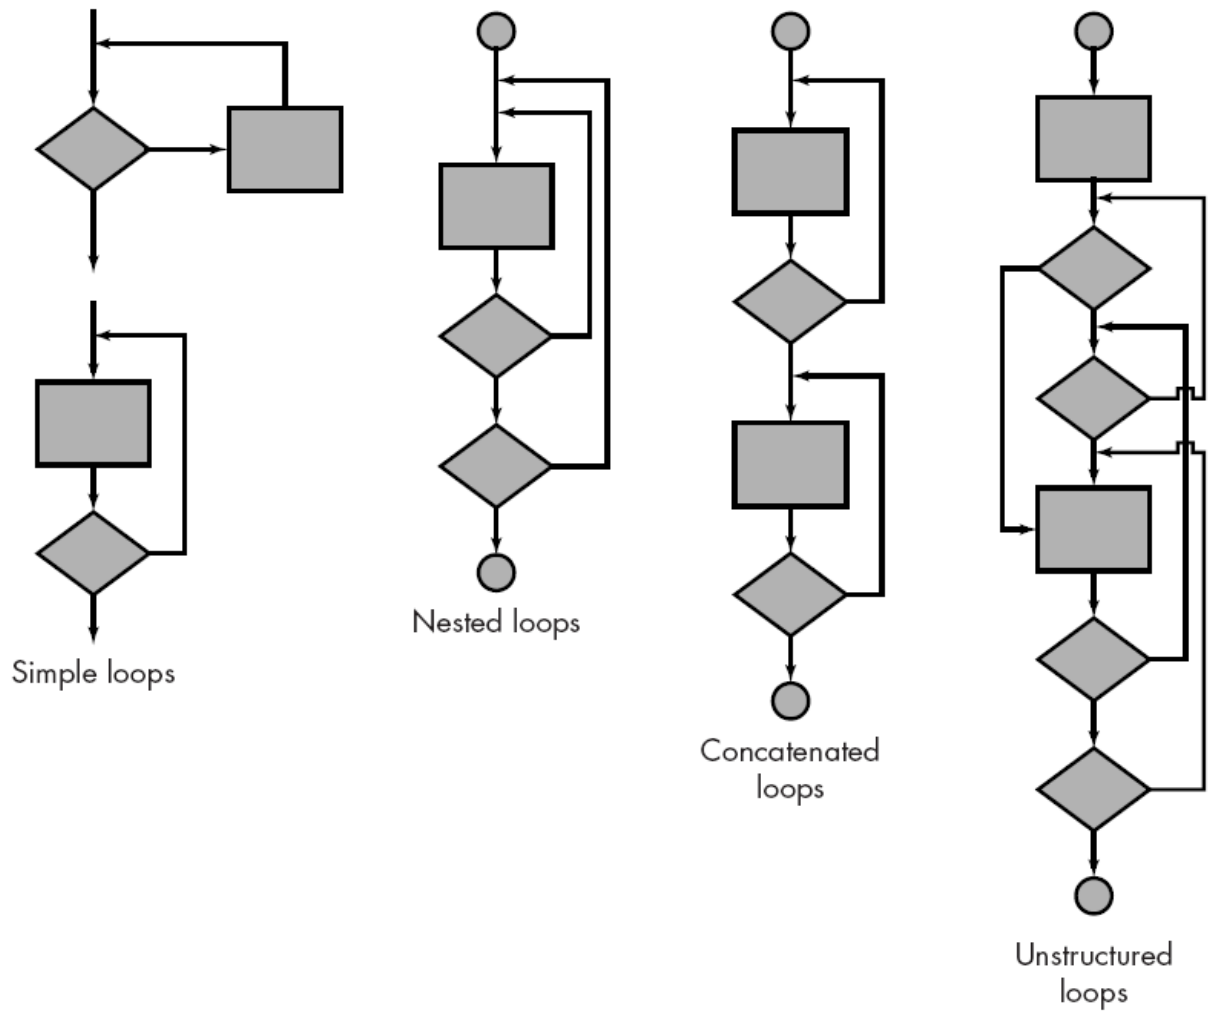 Simple loops
Nested loops
Concatenated
loops
Unstructured
loops